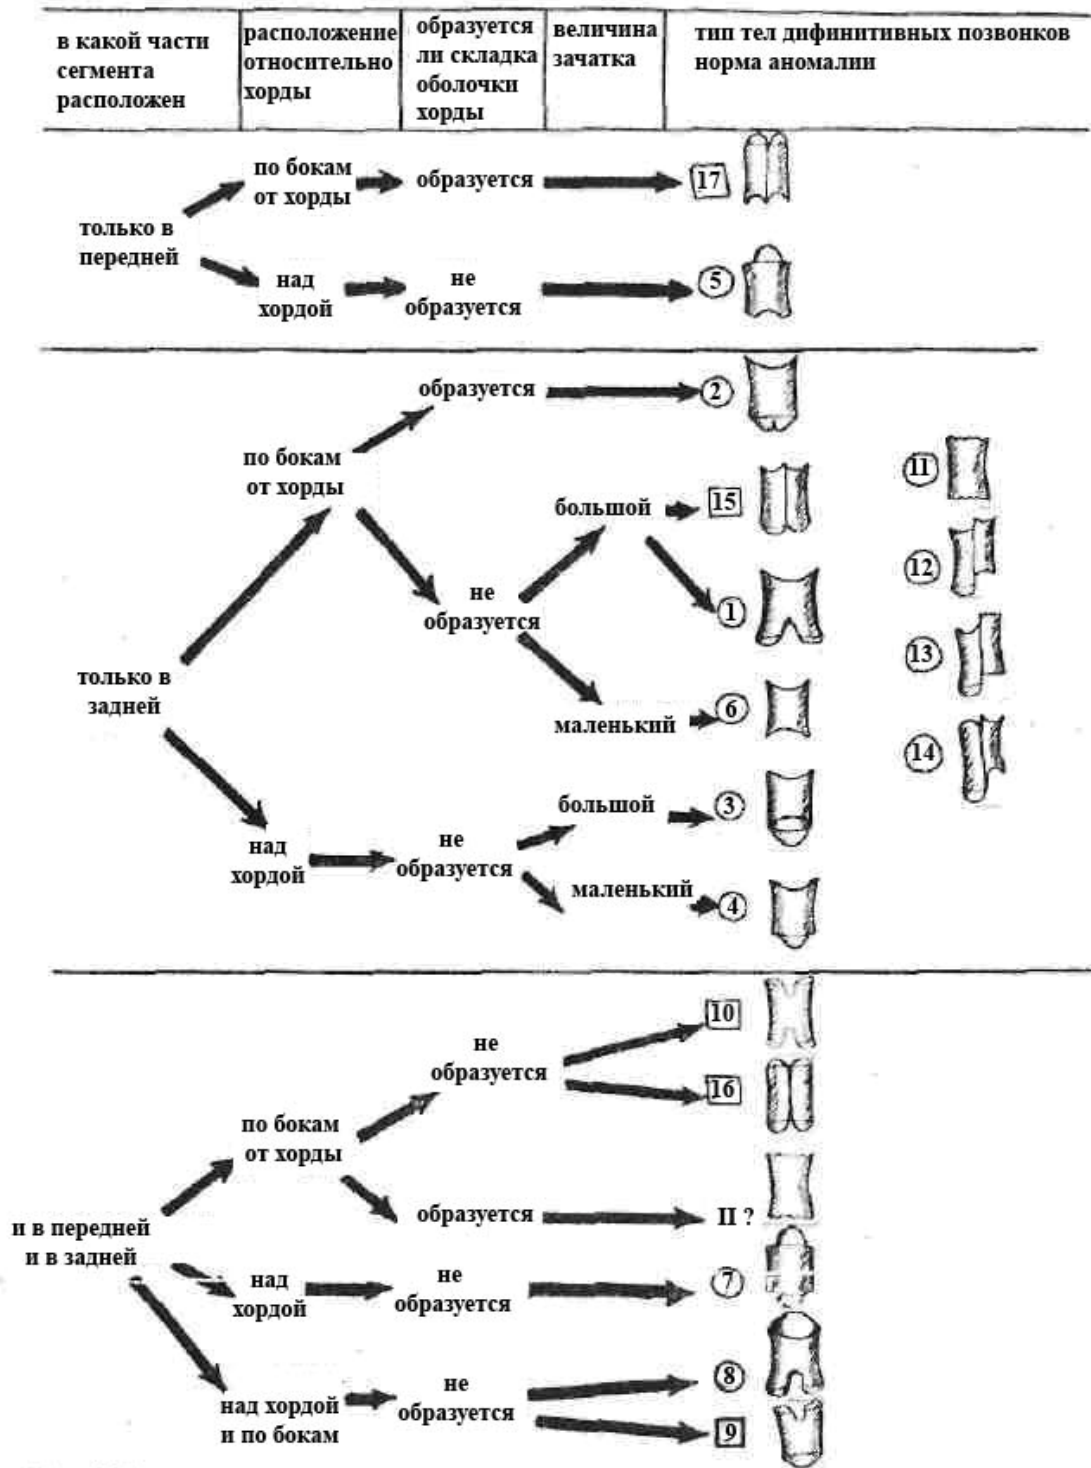 в какой части
сегмента
расположен
расположение
относительно
хорды
образуется
ли складка
оболочки
хорды
величина
зачатка
тип тел дифинитивных позвонков
норма аномалии
только в
передней
по бокам
от хорды
образуется
17
над
хордой
не
образуется
5
только в
задней
по бокам
от хорды
образуется
2
не
образуется
большой
15
1
маленький
6
над
хордой
не
образуется
большой
3
маленький
4
11
12
13
14
и в передней
и в задней
по бокам
от хорды
не
образуется
10
16
образуется
II ?
над
хордой
не
образуется
7
над хордой
и по бокам
не
образуется
8
9